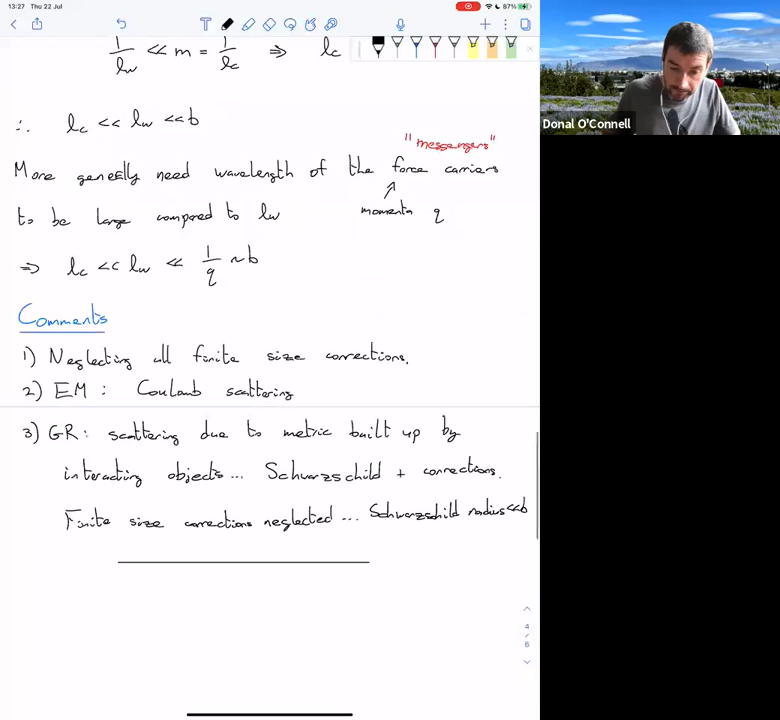 13:27 Thu 22 Jul
87%
1/lw << m = 1/lc ⇒ lc
∴ lc << lw << b
"messengers"
More generally need wavelength of the force carriers
to be large compared to lw
momenta q
⇒ lc << lw << 1/q ~ b
Comments
1) Neglecting all finite size corrections.
2) EM : Coulomb scattering
3) GR: scattering due to metric built up by
interacting objects... Schwarzschild + corrections.
Finite size corrections neglected ... Schwarzschild radius << b
4
/
6
Donal O'Connell